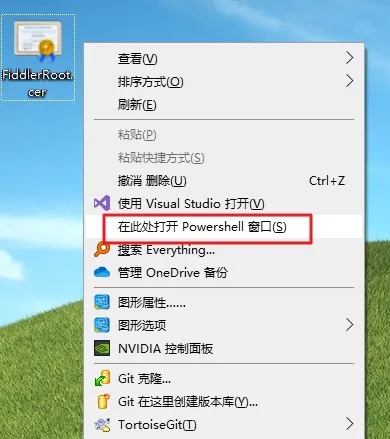 FiddlerRoot.
cer
查看(V)
排序方式(O)
刷新(E)
粘贴(P)
粘贴快捷方式(S)
撤消 删除(U) Ctrl+Z
使用 Visual Studio 打开(V)
在此处打开 Powershell 窗口(S)
搜索 Everything...
管理 OneDrive 备份
图形属性......
图形选项
NVIDIA 控制面板
Git 克隆...
Git 在这里创建版本库(Y)...
TortoiseGit(T)